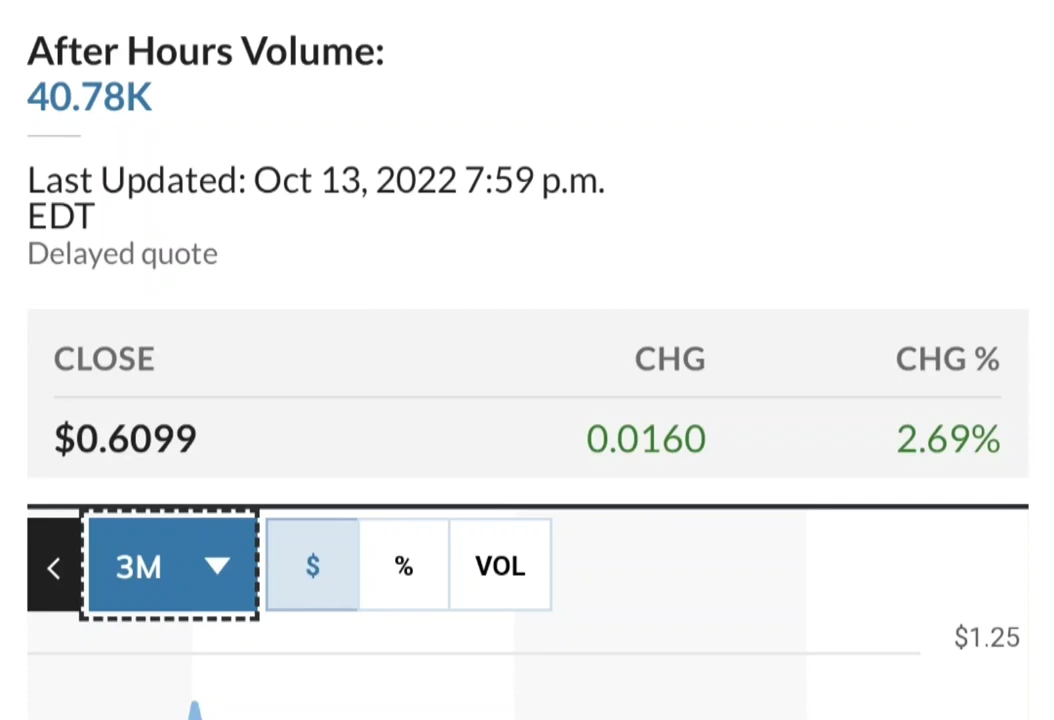 After Hours Volume:
40.78K
Last Updated: Oct 13, 2022 7:59 p.m.
EDT
Delayed quote
CLOSE CHG CHG %
$0.6099 0.0160 2.69%
3M $ % VOL
$1.25